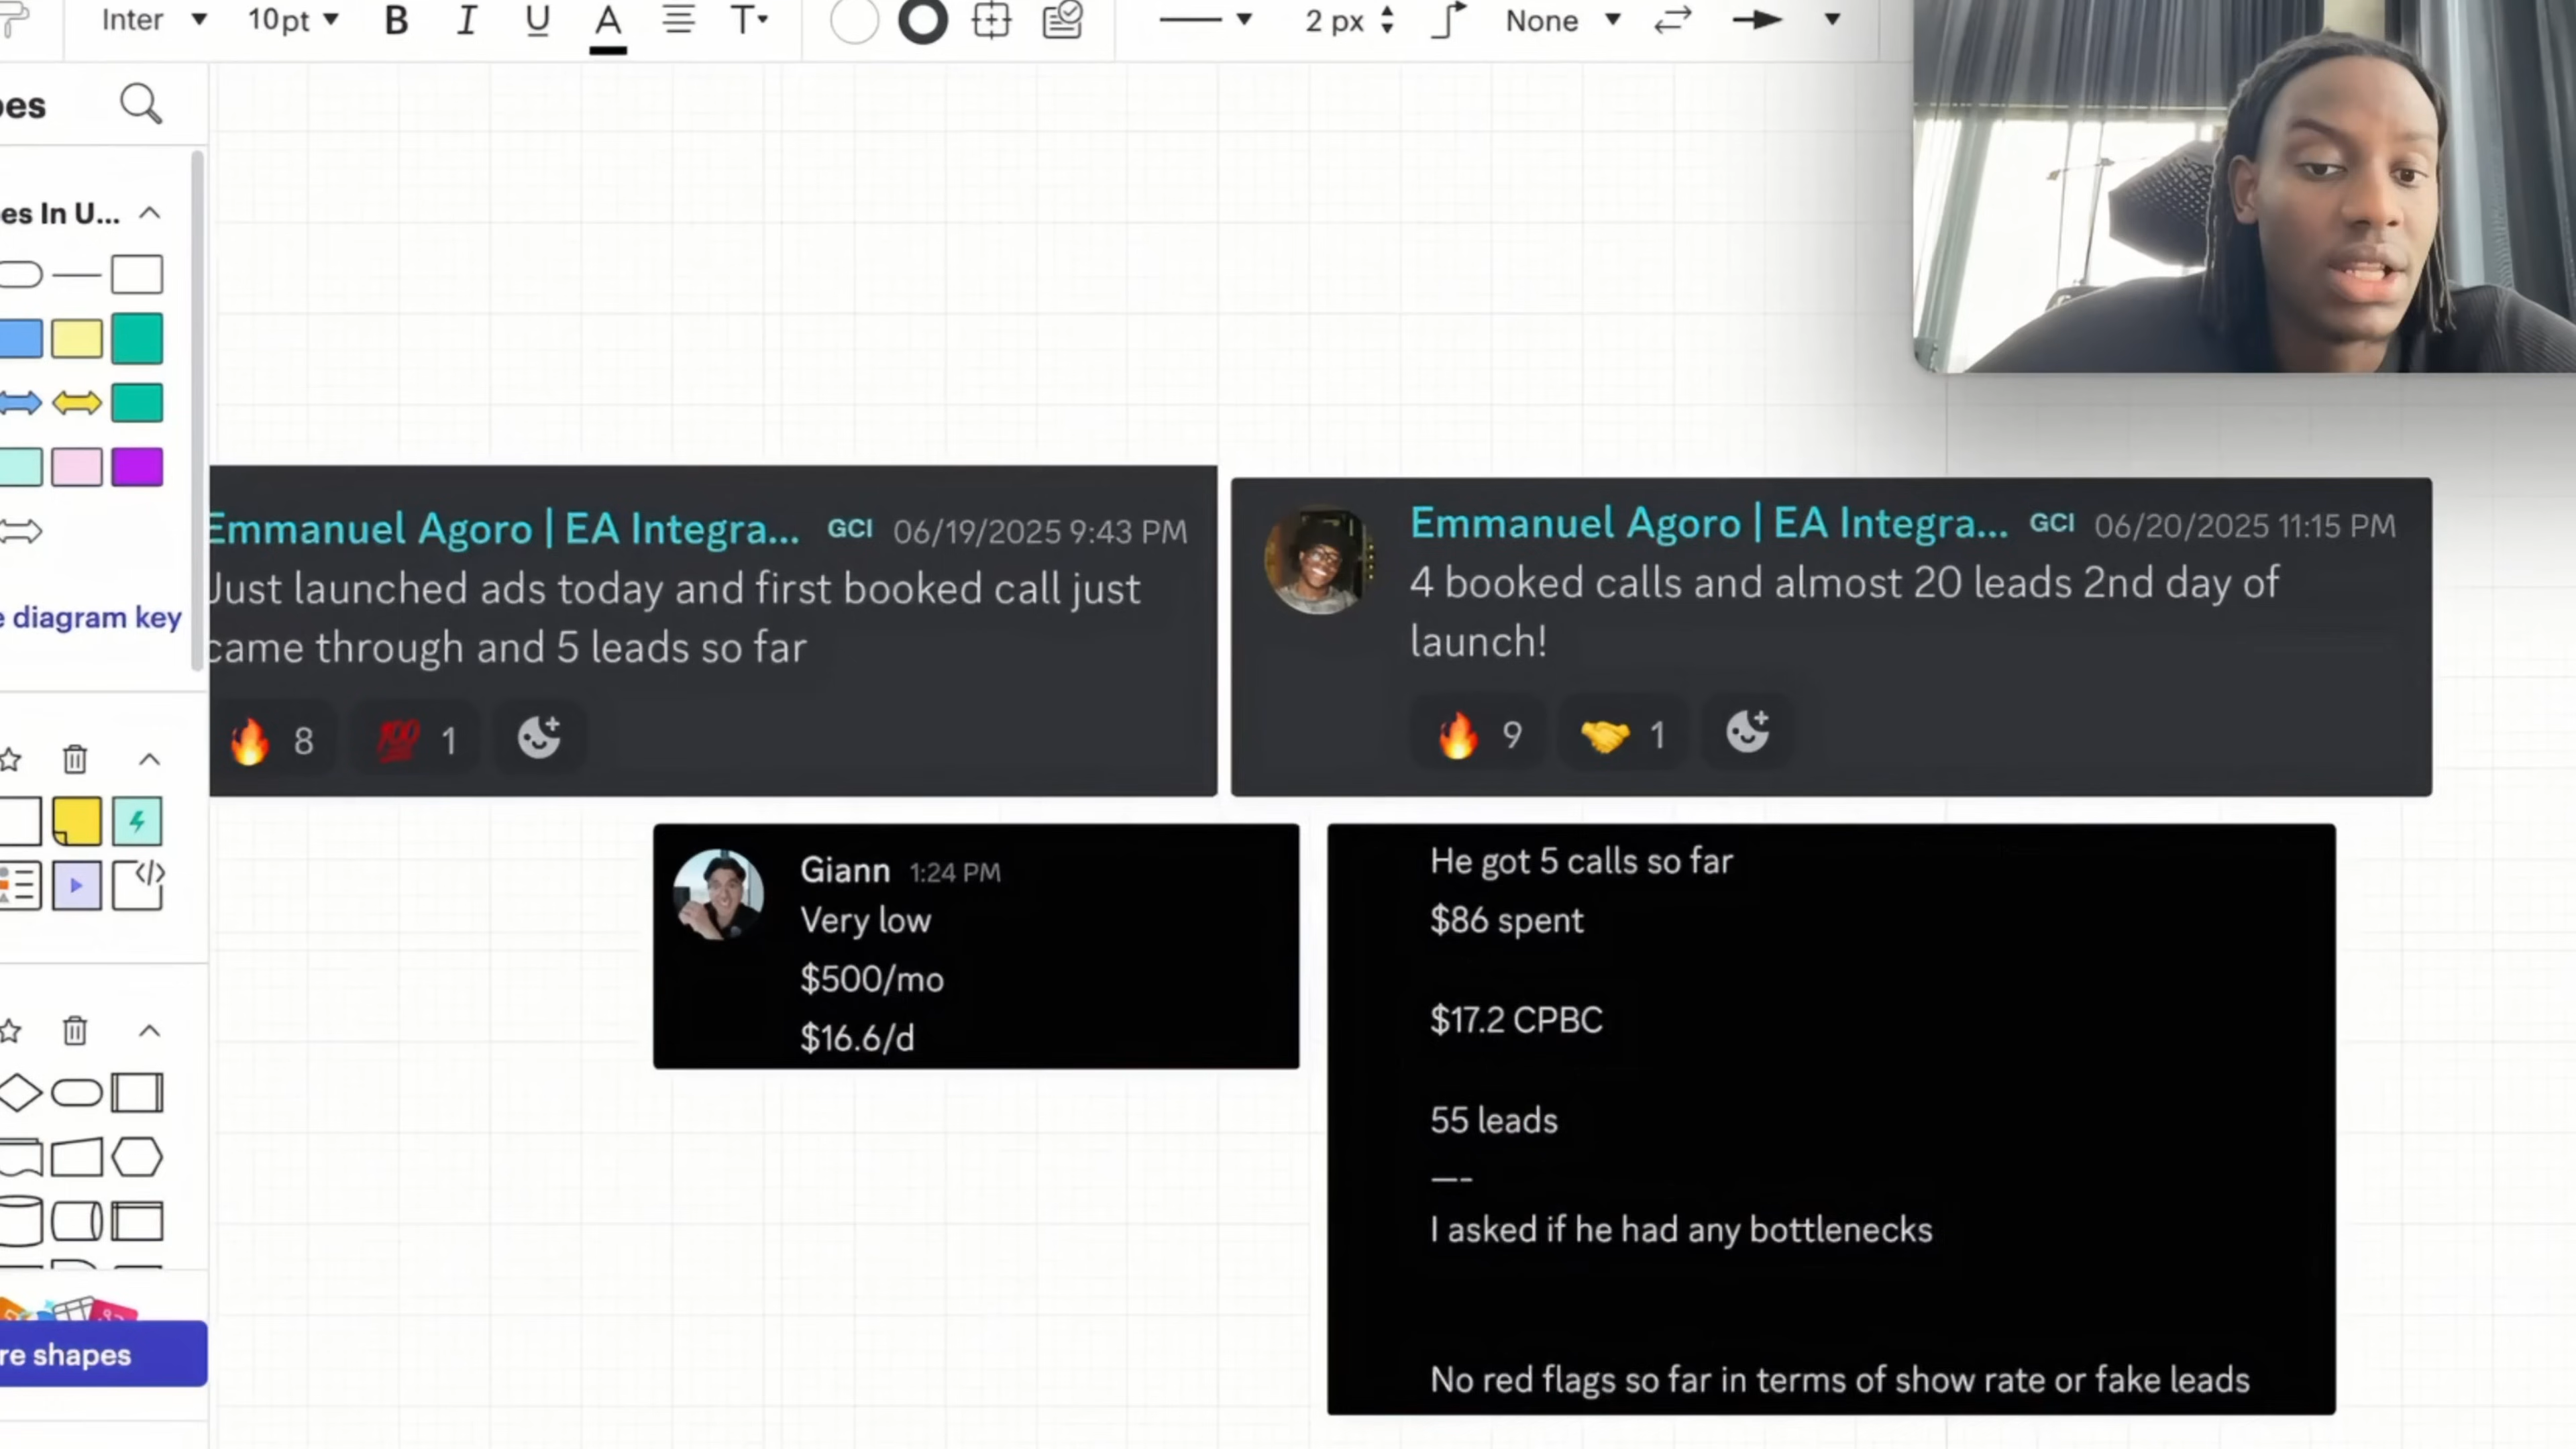 Inter
10pt
B
I
U
A
T
2 px
None
es
es In U...
e diagram key
re shapes
Emmanuel Agoro | EA Integra... GCI 06/19/2025 9:43 PM
Just launched ads today and first booked call just
came through and 5 leads so far
8
100
1
Emmanuel Agoro | EA Integra... GCI 06/20/2025 11:15 PM
4 booked calls and almost 20 leads 2nd day of
launch!
9
1
Giann 1:24 PM
Very low
$500/mo
$16.6/d
He got 5 calls so far
$86 spent
$17.2 CPBC
55 leads
—-
I asked if he had any bottlenecks
No red flags so far in terms of show rate or fake leads